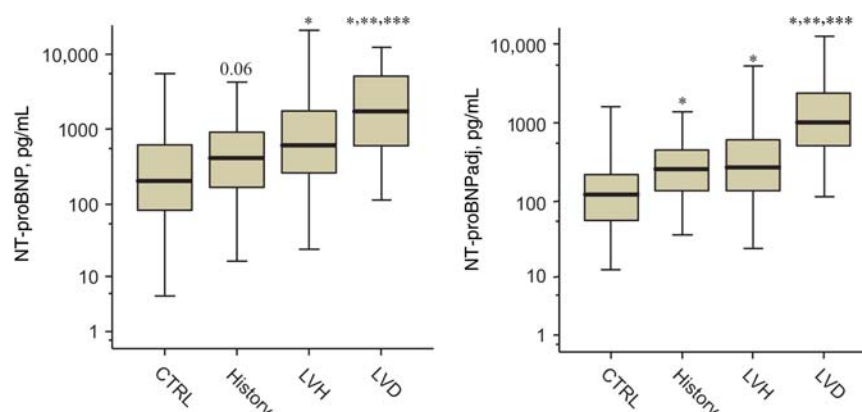 * *,**,***
0.06
10,000
1000
100
10
1
NT-proBNP, pg/mL
CTRL
History
LVH
LVD
*,**,***
*
*
10,000
1000
100
10
1
NT-proBNPadj, pg/mL
CTRL
History
LVH
LVD